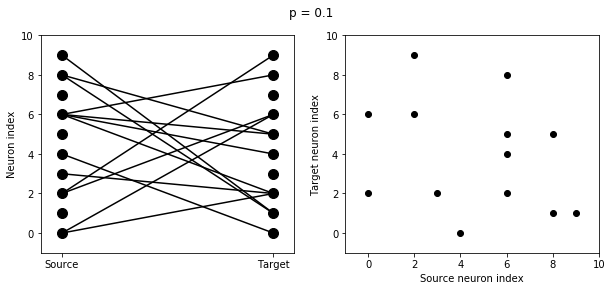 p = 0.1
10
8
6
4
2
0
Neuron index
Source
Target
10
8
6
4
2
0
Target neuron index
0 2 4 6 8 10
Source neuron index